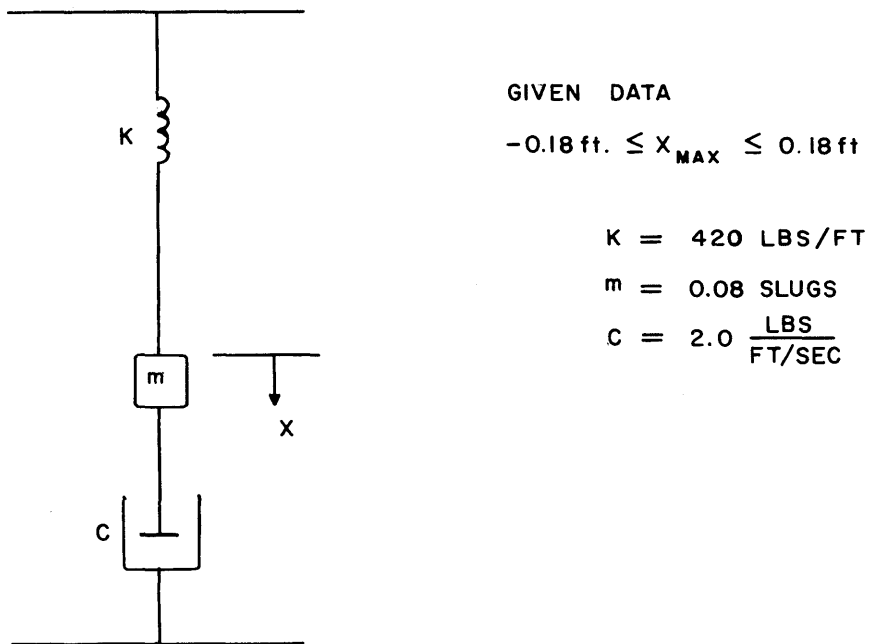 GIVEN DATA
-0.18 ft. ≤ X MAX ≤ 0.18 ft
K
K = 420 LBS/FT
m = 0.08 SLUGS
C = 2.0 LBS
FT/SEC
m
X
C